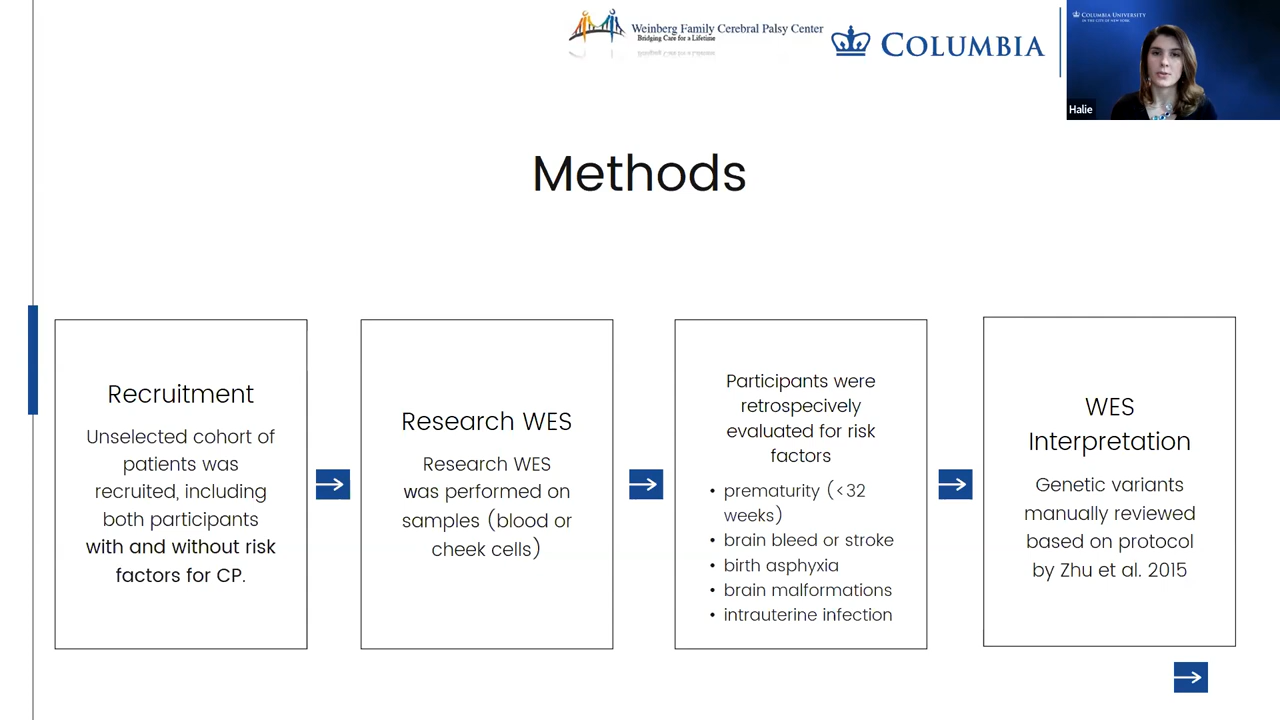 Weinberg Family Cerebral Palsy Center
Bridging Care for a Lifetime
COLUMBIA
COLUMBIA UNIVERSITY
IN THE CITY OF NEW YORK
Halie
Methods
Recruitment
Unselected cohort of
patients was
recruited, including
both participants
with and without risk
factors for CP.
Research WES
Research WES
was performed on
samples (blood or
cheek cells)
Participants were
retrospecively
evaluated for risk
factors
• prematurity (<32
weeks)
• brain bleed or stroke
• birth asphyxia
• brain malformations
• intrauterine infection
WES
Interpretation
Genetic variants
manually reviewed
based on protocol
by Zhu et al. 2015